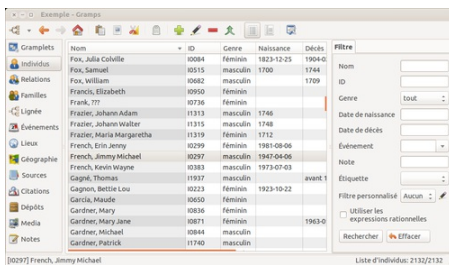 Exemple - Gramps
Gramplets
Individus
Relations
Familles
Lignée
Événements
Lieux
Géographie
Sources
Citations
Dépôts
Media
Notes
Nom ID Genre Naissance Décès
Fox, Julia Colville I0084 féminin 1823-12-25 1904-0
Fox, Samuel I0515 masculin 1700 1744
Fox, William I0682 masculin 1709
Francis, Elizabeth I0950 féminin
Frank, ??? I0736 féminin
Frazier, Johann Adam I1313 masculin 1746
Frazier, Johann Walter I1315 masculin 1748
Frazier, Maria Margaretha I1319 masculin 1712
French, Erin Jenny I0299 féminin 1981-08-06
French, Jimmy Michael I0297 masculin 1947-04-06
French, Kevin Wayne I0383 masculin 1973-07-03
Gagné, Thomas I1937 masculin avant 1
Gagnon, Bettie Lou I0223 féminin 1923-10-22
Garcia, Maude I0650 féminin
Gardner, Mary I0836 féminin
Gardner, Mary Jane I0871 féminin 1963-0
Gardner, Michael I0844 masculin
Gardner, Patrick I1740 masculin
Filtre
Nom
ID
Genre tout
Date de naissance
Date de décès
Événement
Note
Étiquette
Filtre personnalisé Aucun
Utiliser les
expressions rationnelles
Rechercher Effacer
[I0297] French, Jimmy Michael
Liste d'individus: 2132/2132